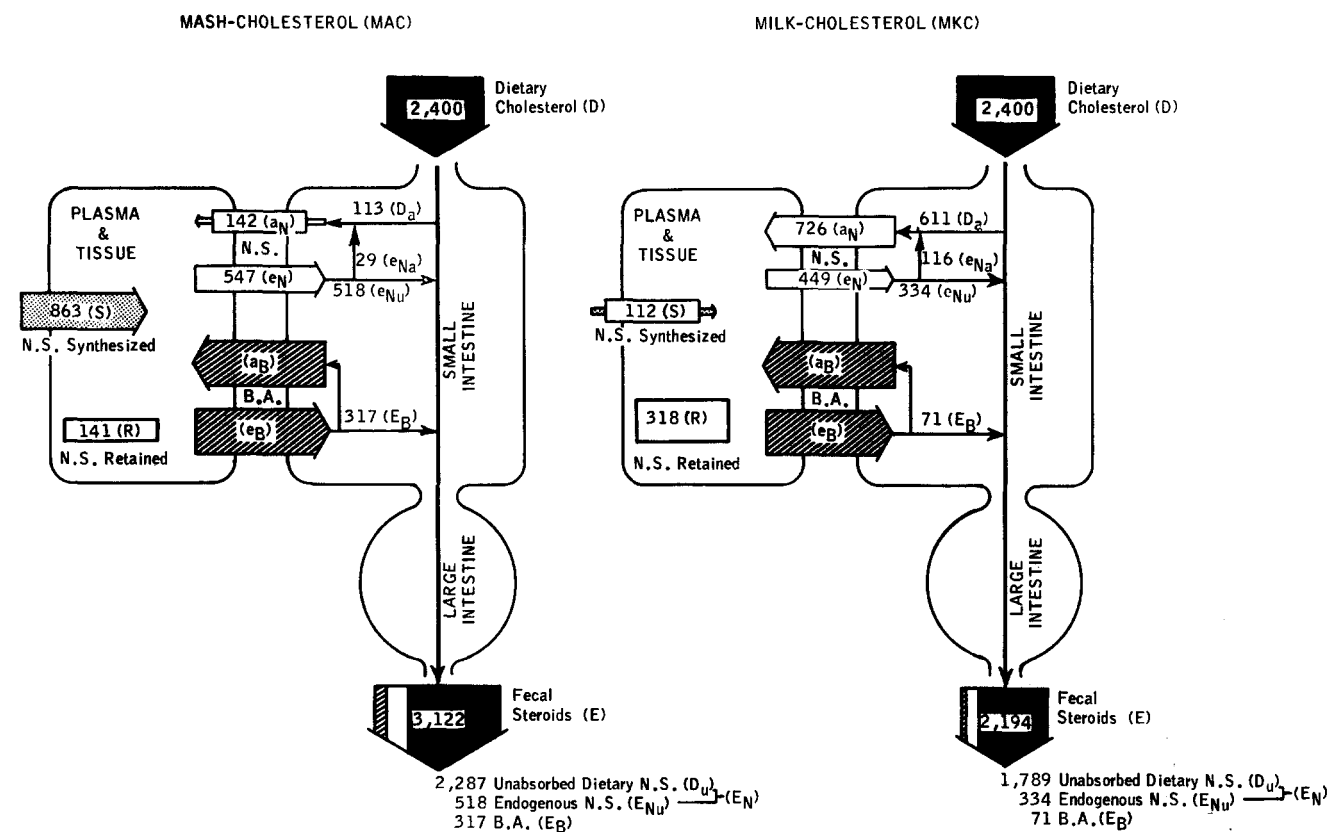 MASH-CHOLESTEROL (MAC)
Dietary
Cholesterol (D)
2,400
PLASMA
&
TISSUE
142 (aN)
113 (Da)
N.S.
29 (eNa)
547 (eN)
518 (eNu)
863 (S)
N.S. Synthesized
(aB)
B.A.
317 (EB)
(eB)
141 (R)
N.S. Retained
SMALL
INTESTINE
LARGE
INTESTINE
Fecal
Steroids (E)
3,122
2,287 Unabsorbed Dietary N.S. (Du)
518 Endogenous N.S. (ENu)
(EN)
317 B.A. (EB)
MILK-CHOLESTEROL (MKC)
Dietary
Cholesterol (D)
2,400
PLASMA
&
TISSUE
726 (aN)
611 (Da)
N.S.
116 (eNa)
449 (eN)
334 (eNu)
112 (S)
N.S. Synthesized
(aB)
B.A.
71 (EB)
(eB)
318 (R)
N.S. Retained
SMALL
INTESTINE
LARGE
INTESTINE
Fecal
Steroids (E)
2,194
1,789 Unabsorbed Dietary N.S. (Du)
334 Endogenous N.S. (ENu)
(EN)
71 B.A. (EB)